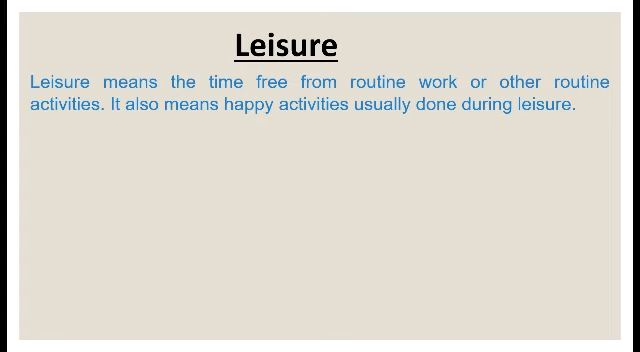 Leisure
Leisure means the time free from routine work or other routine
activities. It also means happy activities usually done during leisure.